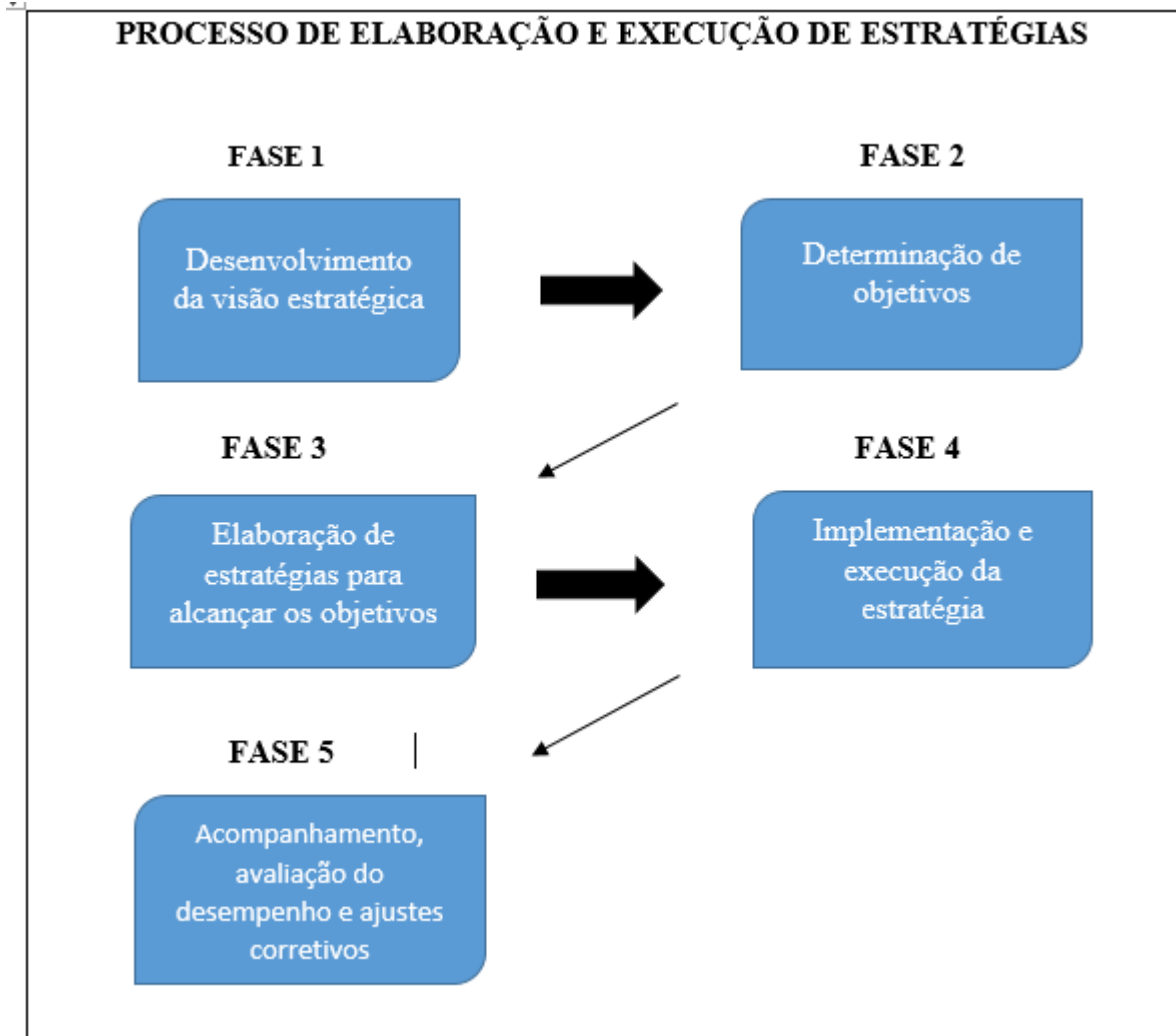 PROCESSO DE ELABORAÇÃO E EXECUÇÃO DE ESTRATÉGIAS
FASE 1
Desenvolvimento
da visão estratégica
FASE 2
Determinação de
objetivos
FASE 3
Elaboração de
estratégias para
alcançar os objetivos
FASE 4
Implementação e
execução da
estratégia
FASE 5
Acompanhamento,
avaliação do
desempenho e ajustes
corretivos